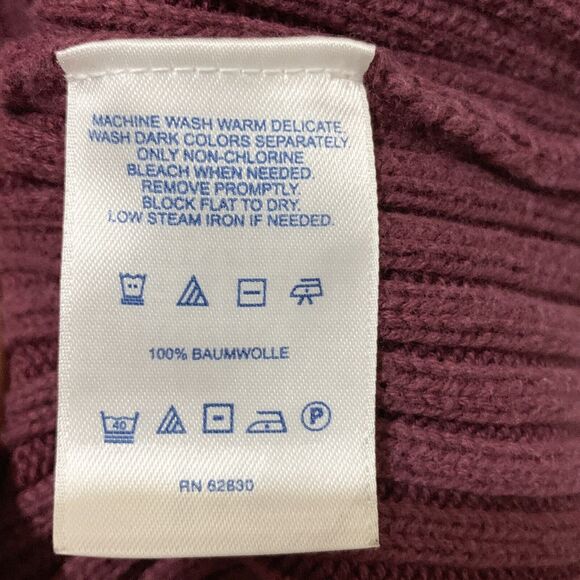 MACHINE WASH WARM DELICATE.
WASH DARK COLORS SEPARATELY
ONLY NON-CHLORINE
BLEACH WHEN NEEDED.
REMOVE PROMPTLY.
BLOCK FLAT TO DRY.
LOW STEAM IRON IF NEEDED.
100% BAUMWOLLE
40 P
RN 62830